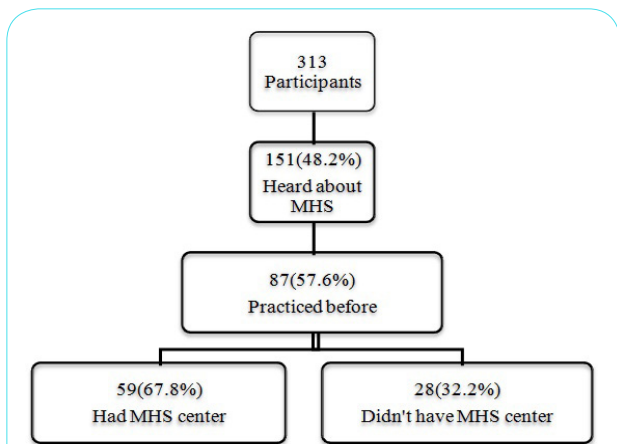 313
Participants
151(48.2%)
Heard about
MHS
87(57.6%)
Practiced before
59(67.8%)
Had MHS center
28(32.2%)
Didn't have MHS center